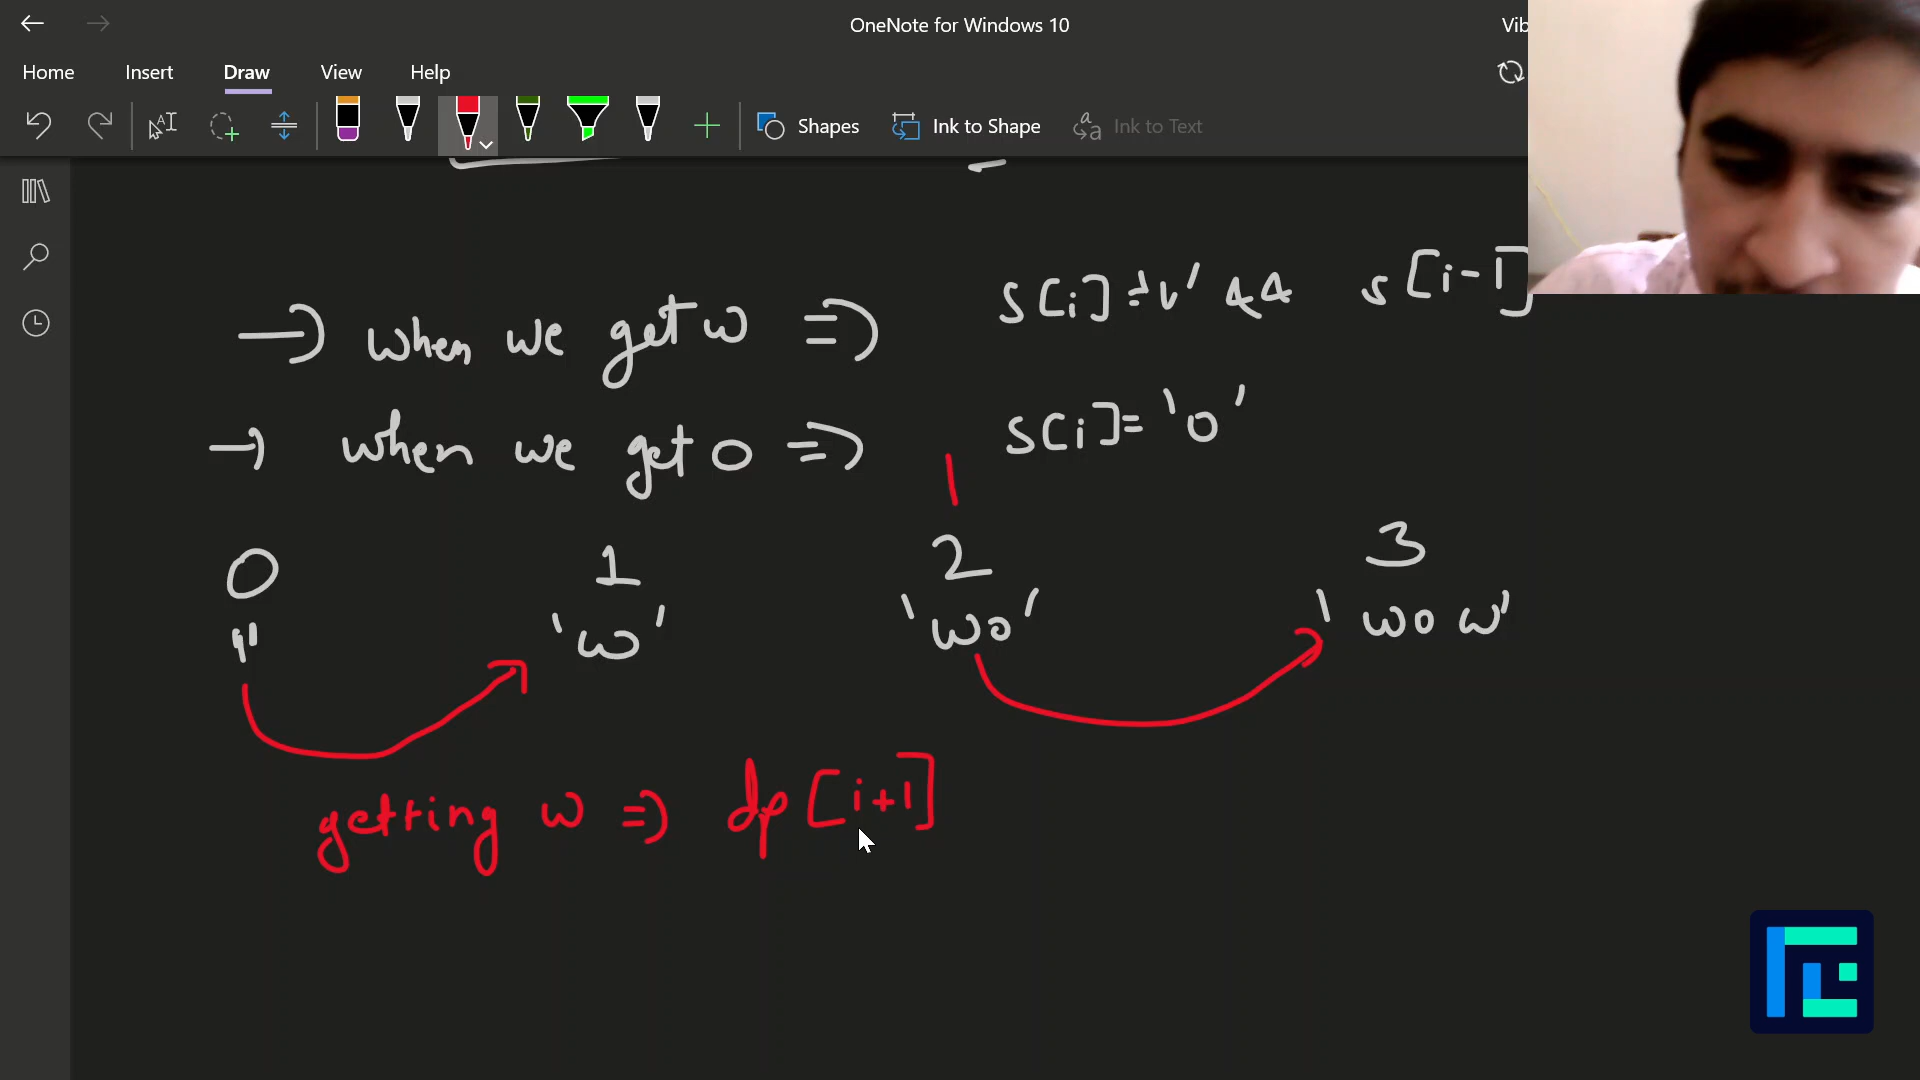 OneNote for Windows 10
Vib
Home Insert Draw View Help
Shapes Ink to Shape Ink to Text
→ when we get w ⇒ s[i]='v' && s[i-1]
→ when we get o ⇒ s[i]='o'
0 1 2 3
'' 'w' 'wo' 'wow'
getting w ⇒ dp[i+1]